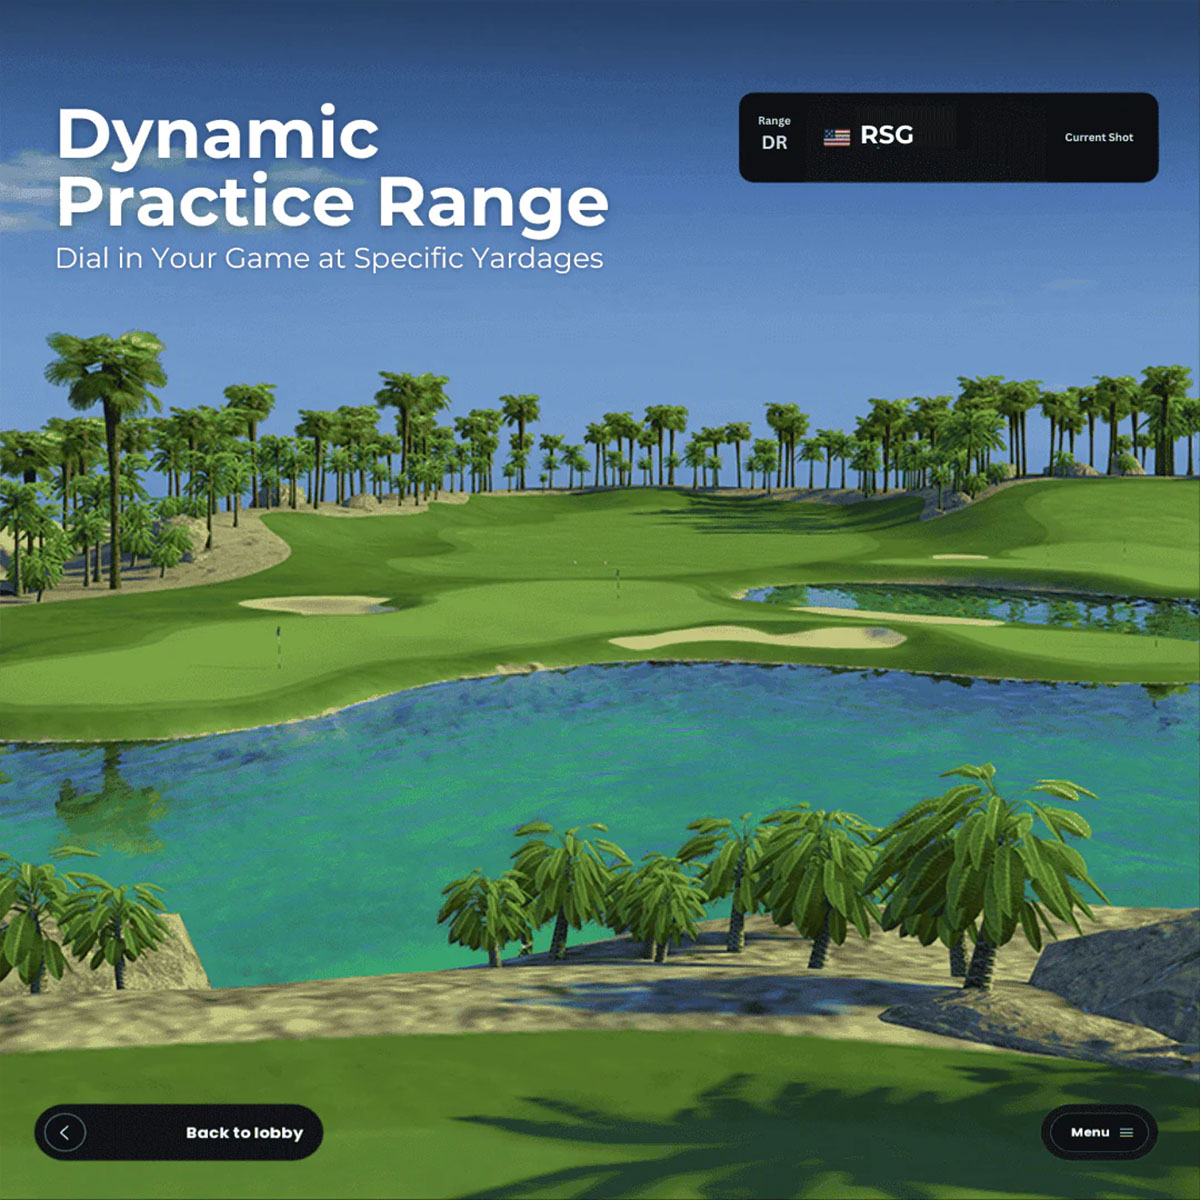 Dynamic
Practice Range
Dial in Your Game at Specific Yardages
Range
DR
RSG
Current Shot
Back to lobby
Menu